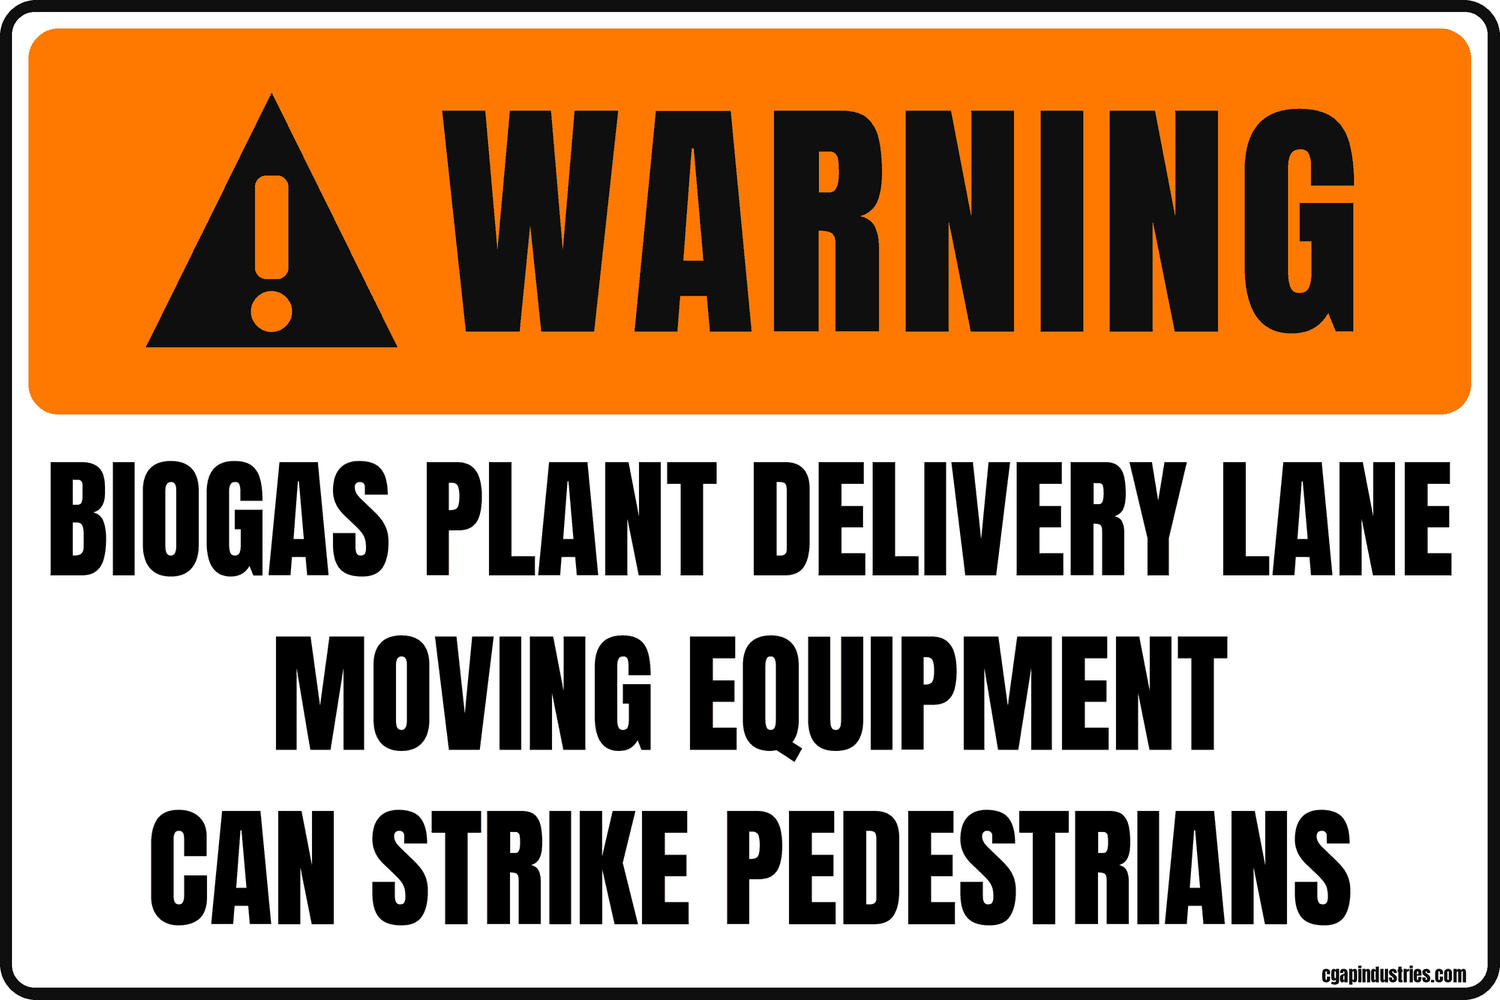 WARNING
BIOGAS PLANT DELIVERY LANE
MOVING EQUIPMENT
CAN STRIKE PEDESTRIANS
cgapindustries.com